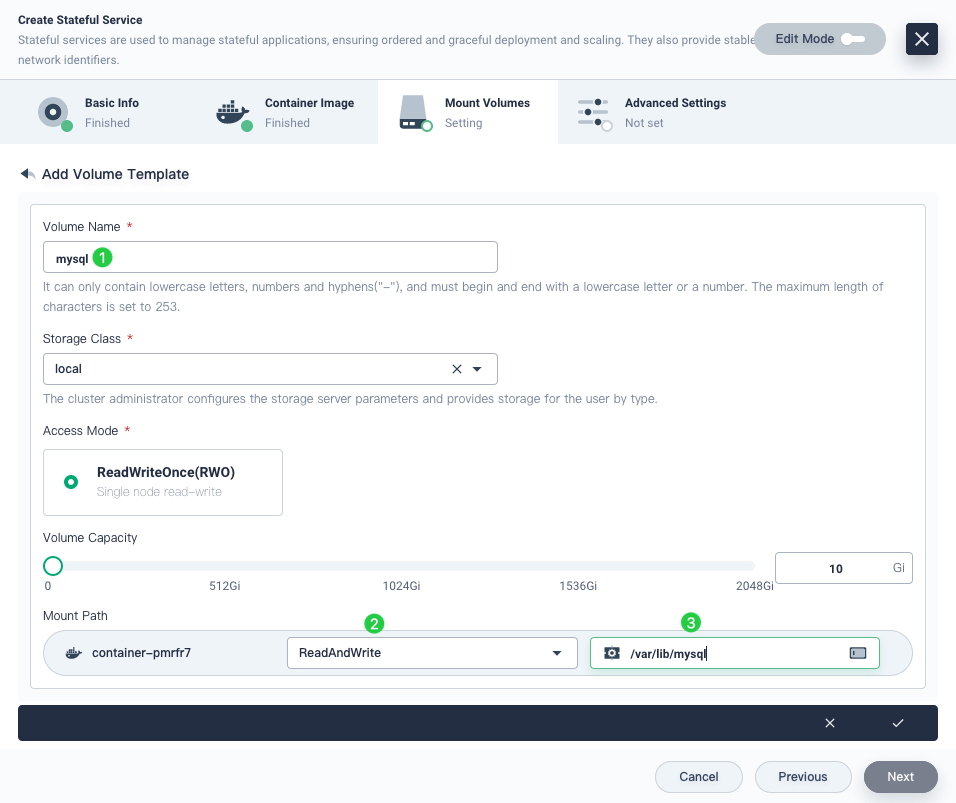 Create Stateful Service
Stateful services are used to manage stateful applications, ensuring ordered and graceful deployment and scaling. They also provide stable
network identifiers.
Edit Mode
Basic Info
Finished
Container Image
Finished
Mount Volumes
Setting
Advanced Settings
Not set
Add Volume Template
Volume Name *
mysql 1
It can only contain lowercase letters, numbers and hyphens("-"), and must begin and end with a lowercase letter or a number. The maximum length of
characters is set to 253.
Storage Class *
local
The cluster administrator configures the storage server parameters and provides storage for the user by type.
Access Mode *
ReadWriteOnce(RWO)
Single node read-write
Volume Capacity
10 Gi
0 512Gi 1024Gi 1536Gi 2048Gi
Mount Path
2 3
container-pmrfr7 ReadAndWrite /var/lib/mysql
Cancel Previous Next